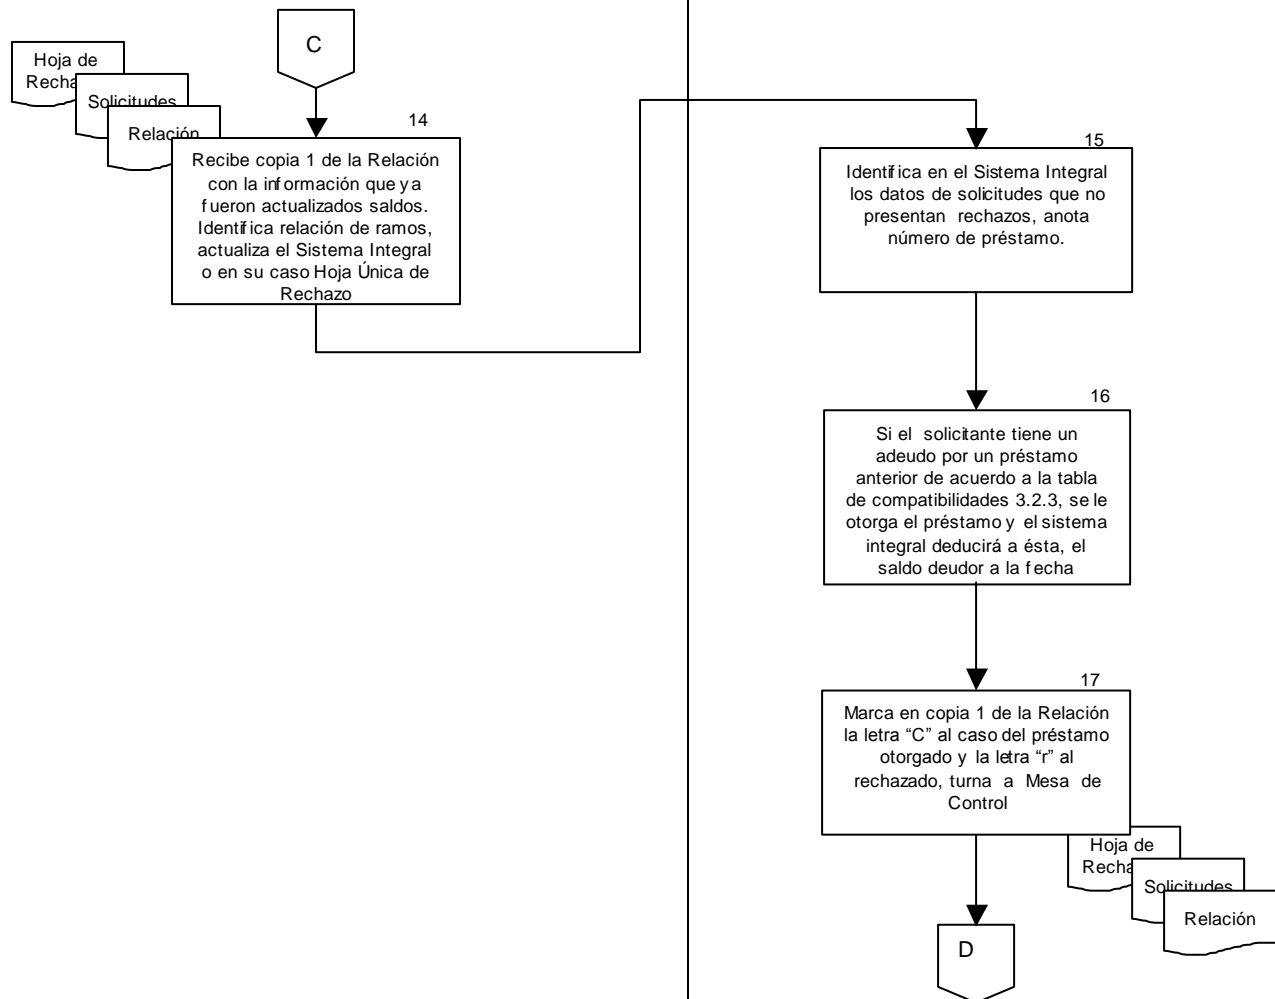 C
Hoja de
Recha
Solicitudes
Relación
14
Recibe copia 1 de la Relación
con la información que ya
fueron actualizados saldos.
Identifica relación de ramos,
actualiza el Sistema Integral
o en su caso Hoja Única de
Rechazo
15
Identifica en el Sistema Integral
los datos de solicitudes que no
presentan rechazos, anota
número de préstamo.
16
Si el solicitante tiene un
adeudo por un préstamo
anterior de acuerdo a la tabla
de compatibilidades 3.2.3, se le
otorga el préstamo y el sistema
integral deducirá a ésta, el
saldo deudor a la fecha
17
Marca en copia 1 de la Relación
la letra “C” al caso del préstamo
otorgado y la letra “r” al
rechazado, turna a Mesa de
Control
Hoja de
Recha
Solicitudes
Relación
D